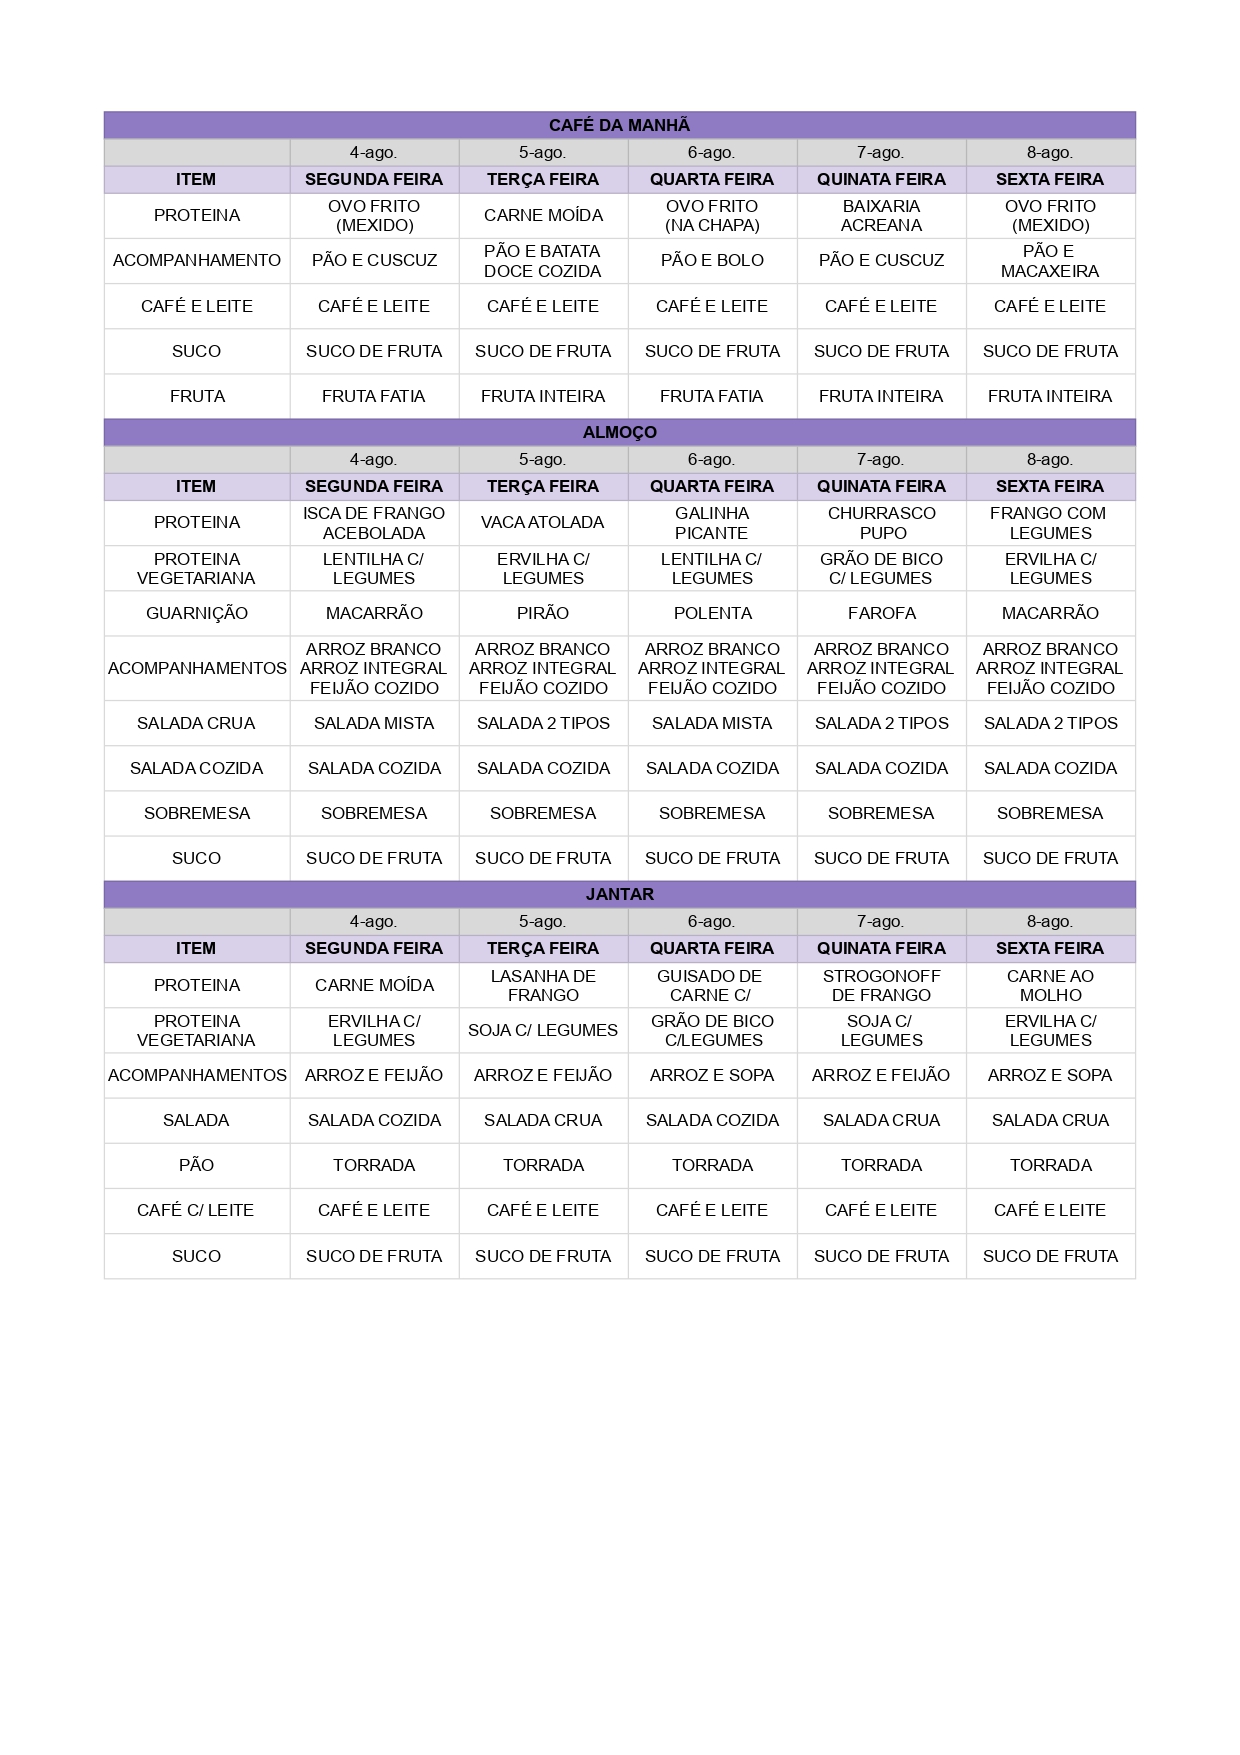 CAFÉ DA MANHÃ
4-ago. 5-ago. 6-ago. 7-ago. 8-ago.
ITEM SEGUNDA FEIRA TERÇA FEIRA QUARTA FEIRA QUINATA FEIRA SEXTA FEIRA
PROTEINA OVO FRITO (MEXIDO) CARNE MOÍDA OVO FRITO (NA CHAPA) BAIXARIA ACREANA OVO FRITO (MEXIDO)
ACOMPANHAMENTO PÃO E CUSCUZ PÃO E BATATA DOCE COZIDA PÃO E BOLO PÃO E CUSCUZ PÃO E MACAXEIRA
CAFÉ E LEITE CAFÉ E LEITE CAFÉ E LEITE CAFÉ E LEITE CAFÉ E LEITE CAFÉ E LEITE
SUCO SUCO DE FRUTA SUCO DE FRUTA SUCO DE FRUTA SUCO DE FRUTA SUCO DE FRUTA
FRUTA FRUTA FATIA FRUTA INTEIRA FRUTA FATIA FRUTA INTEIRA FRUTA INTEIRA
ALMOÇO
4-ago. 5-ago. 6-ago. 7-ago. 8-ago.
ITEM SEGUNDA FEIRA TERÇA FEIRA QUARTA FEIRA QUINATA FEIRA SEXTA FEIRA
PROTEINA ISCA DE FRANGO ACEBOLADA VACA ATOLADA GALINHA PICANTE CHURRASCO PUPO FRANGO COM LEGUMES
PROTEINA VEGETARIANA LENTILHA C/ LEGUMES ERVILHA C/ LEGUMES LENTILHA C/ LEGUMES GRÃO DE BICO C/ LEGUMES ERVILHA C/ LEGUMES
GUARNIÇÃO MACARRÃO PIRÃO POLENTA FAROFA MACARRÃO
ACOMPANHAMENTOS ARROZ BRANCO ARROZ INTEGRAL FEIJÃO COZIDO ARROZ BRANCO ARROZ INTEGRAL FEIJÃO COZIDO ARROZ BRANCO ARROZ INTEGRAL FEIJÃO COZIDO ARROZ BRANCO ARROZ INTEGRAL FEIJÃO COZIDO ARROZ BRANCO ARROZ INTEGRAL FEIJÃO COZIDO
SALADA CRUA SALADA MISTA SALADA 2 TIPOS SALADA MISTA SALADA 2 TIPOS SALADA 2 TIPOS
SALADA COZIDA SALADA COZIDA SALADA COZIDA SALADA COZIDA SALADA COZIDA SALADA COZIDA
SOBREMESA SOBREMESA SOBREMESA SOBREMESA SOBREMESA SOBREMESA
SUCO SUCO DE FRUTA SUCO DE FRUTA SUCO DE FRUTA SUCO DE FRUTA SUCO DE FRUTA
JANTAR
4-ago. 5-ago. 6-ago. 7-ago. 8-ago.
ITEM SEGUNDA FEIRA TERÇA FEIRA QUARTA FEIRA QUINATA FEIRA SEXTA FEIRA
PROTEINA CARNE MOÍDA LASANHA DE FRANGO GUISADO DE CARNE C/ STROGONOFF DE FRANGO CARNE AO MOLHO
PROTEINA VEGETARIANA ERVILHA C/ LEGUMES SOJA C/ LEGUMES GRÃO DE BICO C/LEGUMES SOJA C/ LEGUMES ERVILHA C/ LEGUMES
ACOMPANHAMENTOS ARROZ E FEIJÃO ARROZ E FEIJÃO ARROZ E SOPA ARROZ E FEIJÃO ARROZ E SOPA
SALADA SALADA COZIDA SALADA CRUA SALADA COZIDA SALADA CRUA SALADA CRUA
PÃO TORRADA TORRADA TORRADA TORRADA TORRADA
CAFÉ C/ LEITE CAFÉ E LEITE CAFÉ E LEITE CAFÉ E LEITE CAFÉ E LEITE CAFÉ E LEITE
SUCO SUCO DE FRUTA SUCO DE FRUTA SUCO DE FRUTA SUCO DE FRUTA SUCO DE FRUTA